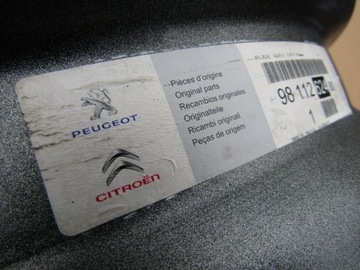 PEUGEOT
CITROËN
Pièces d'origine
Original parts
Recambios originales
Originalteile
Ricambi originali
Peças de origem
98 112
1